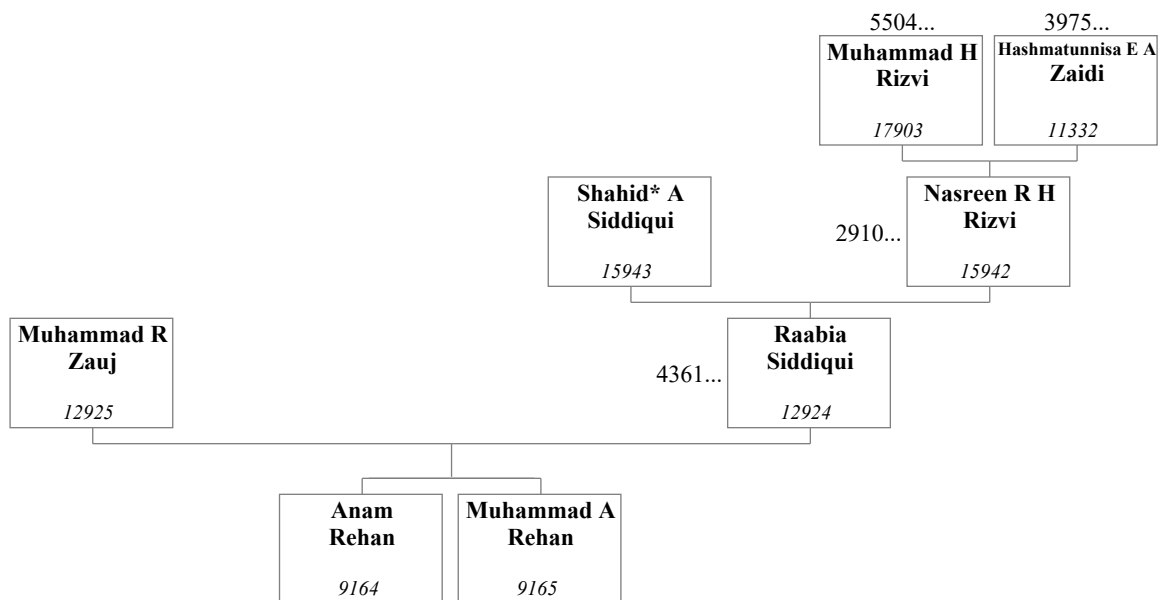 5504...
3975...
Muhammad H
Rizvi
17903
Hashmatunnisa E A
Zaidi
11332
Shahid* A
Siddiqui
15943
2910...
Nasreen R H
Rizvi
15942
Muhammad R
Zauj
12925
4361...
Raabia
Siddiqui
12924
Anam
Rehan
9164
Muhammad A
Rehan
9165